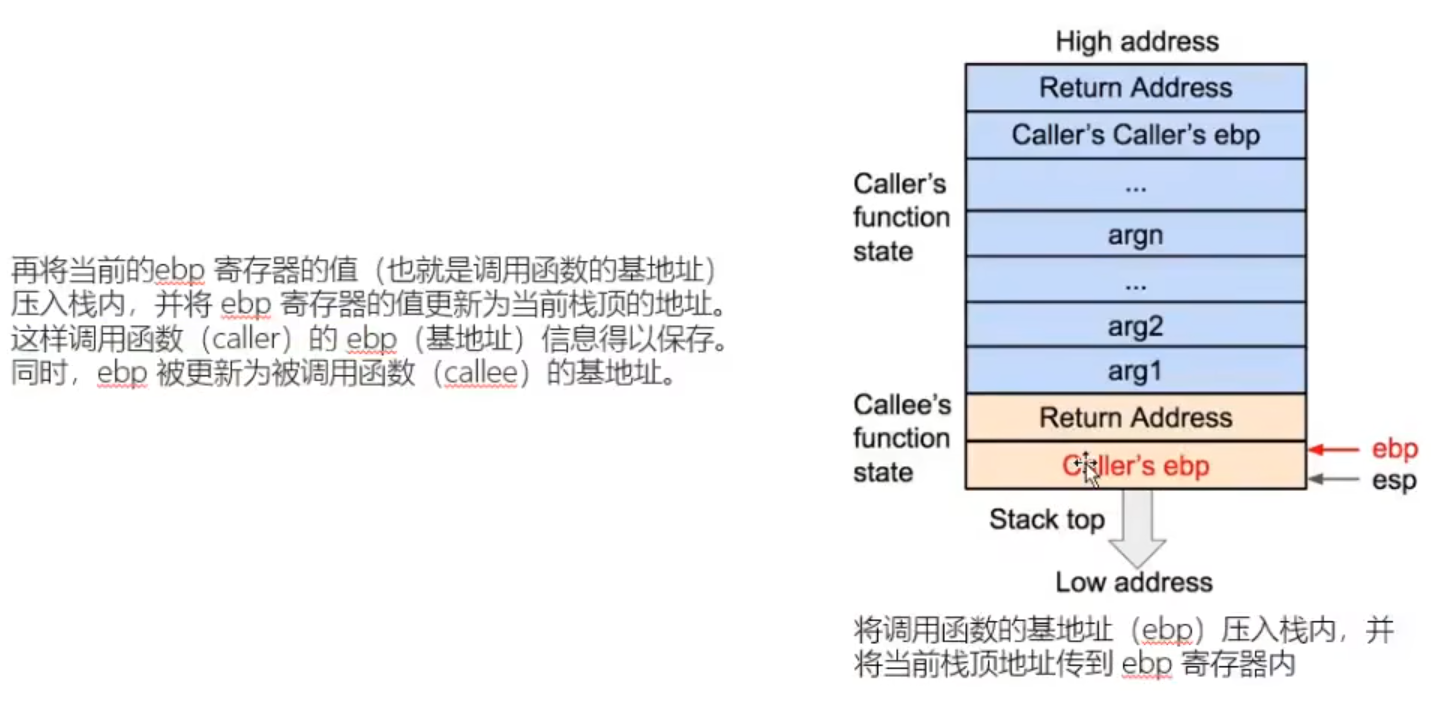 再将当前的ebp 寄存器的值（也就是调用函数的基地址）
压入栈内，并将 ebp 寄存器的值更新为当前栈顶的地址。
这样调用函数（caller）的 ebp（基地址）信息得以保存。
同时，ebp 被更新为被调用函数（callee）的基地址。
High address
Return Address
Caller's Caller's ebp
...
argn
...
arg2
arg1
Caller's
function
state
Return Address
Caller's ebp
Callee's
function
state
ebp
esp
Stack top
Low address
将调用函数的基地址（ebp）压入栈内，并
将当前栈顶地址传到 ebp 寄存器内